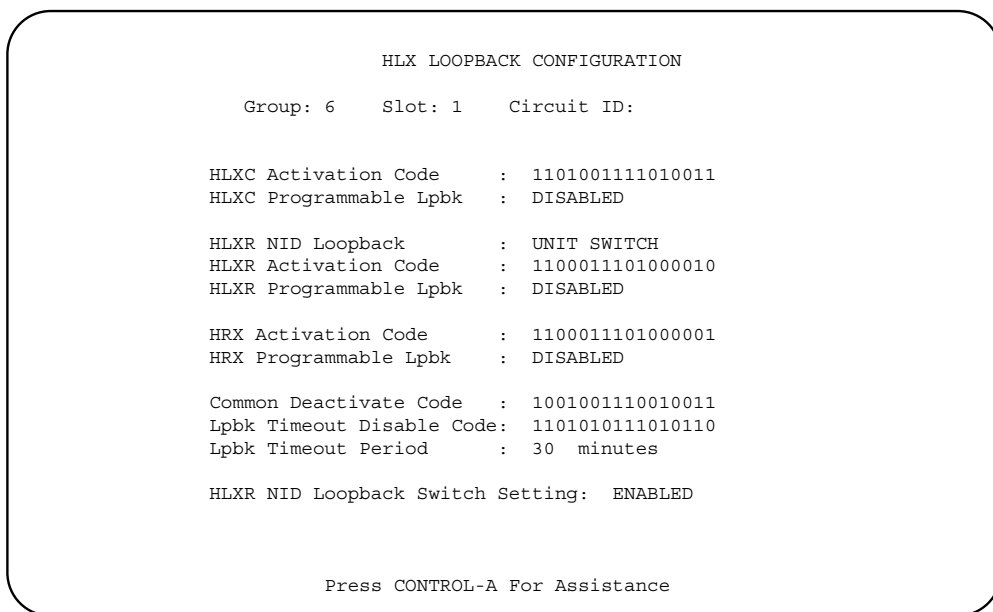 HLX LOOPBACK CONFIGURATION
Group: 6 Slot: 1 Circuit ID:
HLXC Activation Code : 1101001111010011
HLXC Programmable Lpbk : DISABLED
HLXR NID Loopback : UNIT SWITCH
HLXR Activation Code : 1100011101000010
HLXR Programmable Lpbk : DISABLED
HRX Activation Code : 1100011101000001
HRX Programmable Lpbk : DISABLED
Common Deactivate Code : 1001001110010011
Lpbk Timeout Disable Code: 1101010111010110
Lpbk Timeout Period : 30 minutes
HLXR NID Loopback Switch Setting: ENABLED
Press CONTROL-A For Assistance